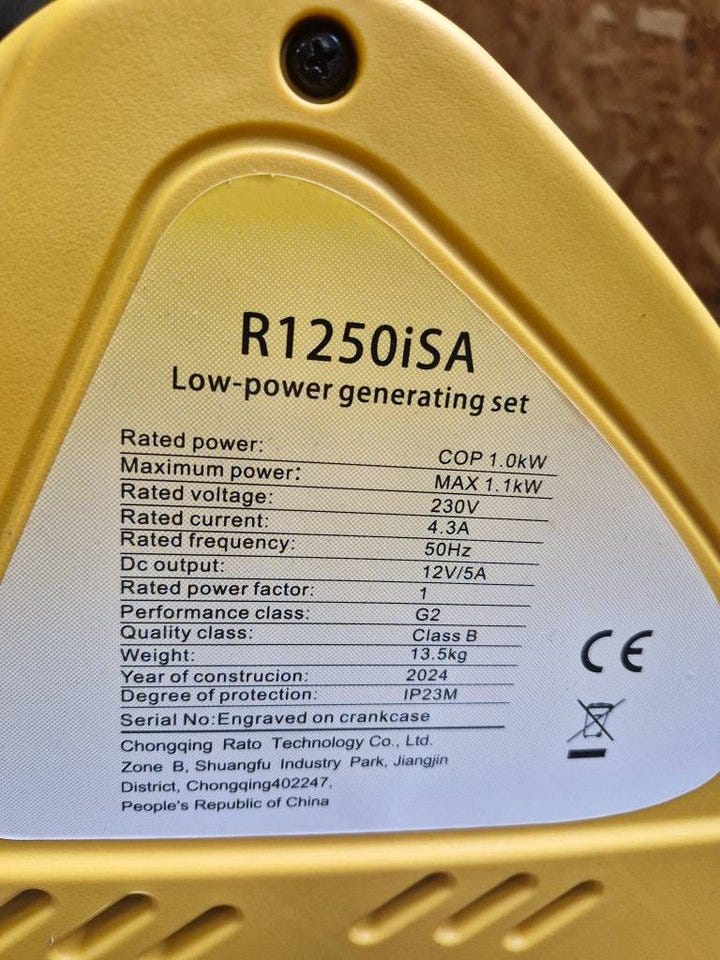 R1250iSA
Low-power generating set
Rated power: COP 1.0kW
Maximum power: MAX 1.1kW
Rated voltage: 230V
Rated current: 4.3A
Rated frequency: 50Hz
Dc output: 12V/5A
Rated power factor: 1
Performance class: G2
Quality class: Class B
Weight: 13.5kg
Year of construcion: 2024
Degree of protection: IP23M
Serial No:Engraved on crankcase
CE
Chongqing Rato Technology Co., Ltd.
Zone B, Shuangfu Industry Park, Jiangjin
District, Chongqing402247,
People's Republic of China